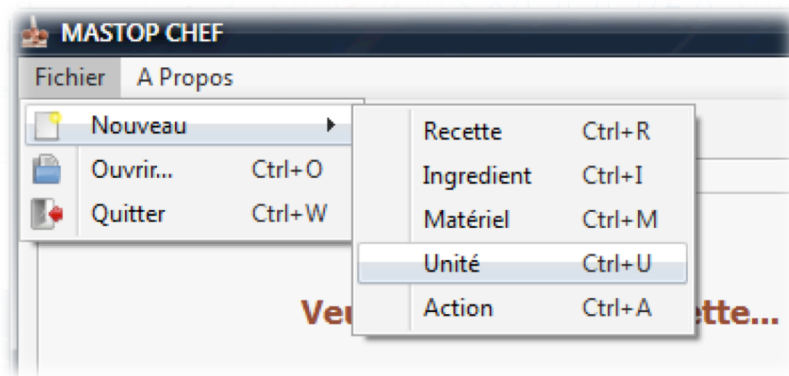 MASTOP CHEF
Fichier A Propos
Nouveau
Ouvrir... Ctrl+O
Quitter Ctrl+W
Recette Ctrl+R
Ingredient Ctrl+I
Matériel Ctrl+M
Unité Ctrl+U
Action Ctrl+A